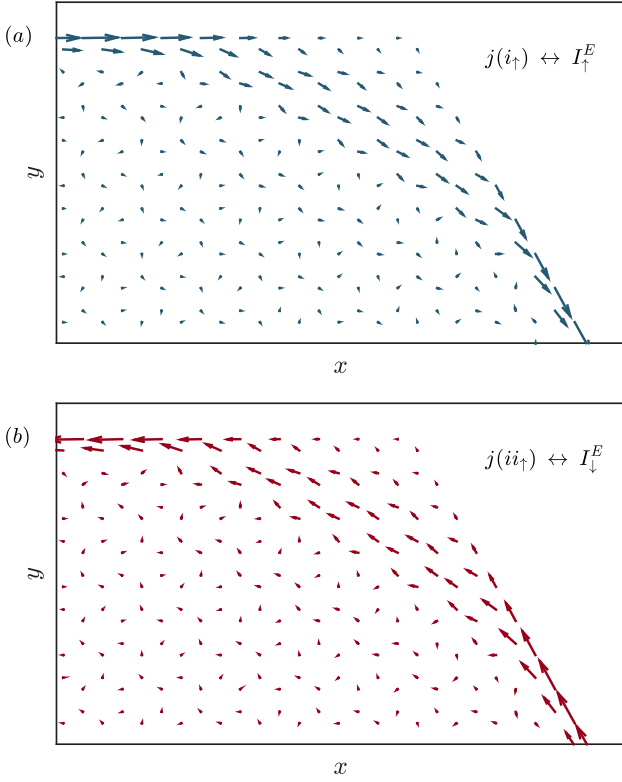 (a)
j(i↑) ↔ I↑^E
y
x
(b)
j(ii↑) ↔ I↓^E
y
x